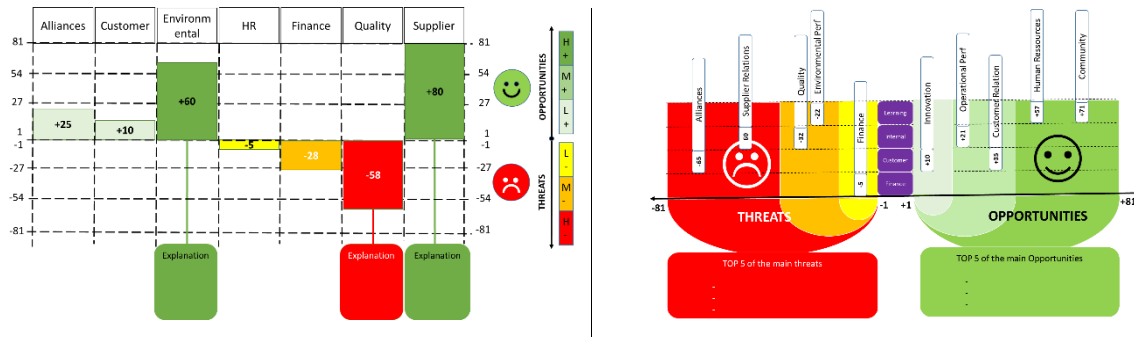 Alliances
Customer
Environm
ental
HR
Finance
Quality
Supplier
81
54
27
1
-1
-27
-54
-81
+25
+10
+60
-5
-28
-58
+80
81
54
27
1
-1
-27
-54
-81
Explanation
Explanation
Explanation
OPPORTUNITIES
THREATS
H
+
M
+
L
+
L
-
M
-
H
-
Alliances
-65
Supplier Relations
60
Quality
-32
Environmental Perf
-22
Finance
-5
Learning
Internal
Customer
Finance
Innovation
+10
Operational Perf
+21
Customer Relation
+35
Human Ressources
+57
Community
+71
-81
THREATS
-1
+1
OPPORTUNITIES
+81
TOP 5 of the main threats
-
-
-
TOP 5 of the main Opportunities
-
-
-